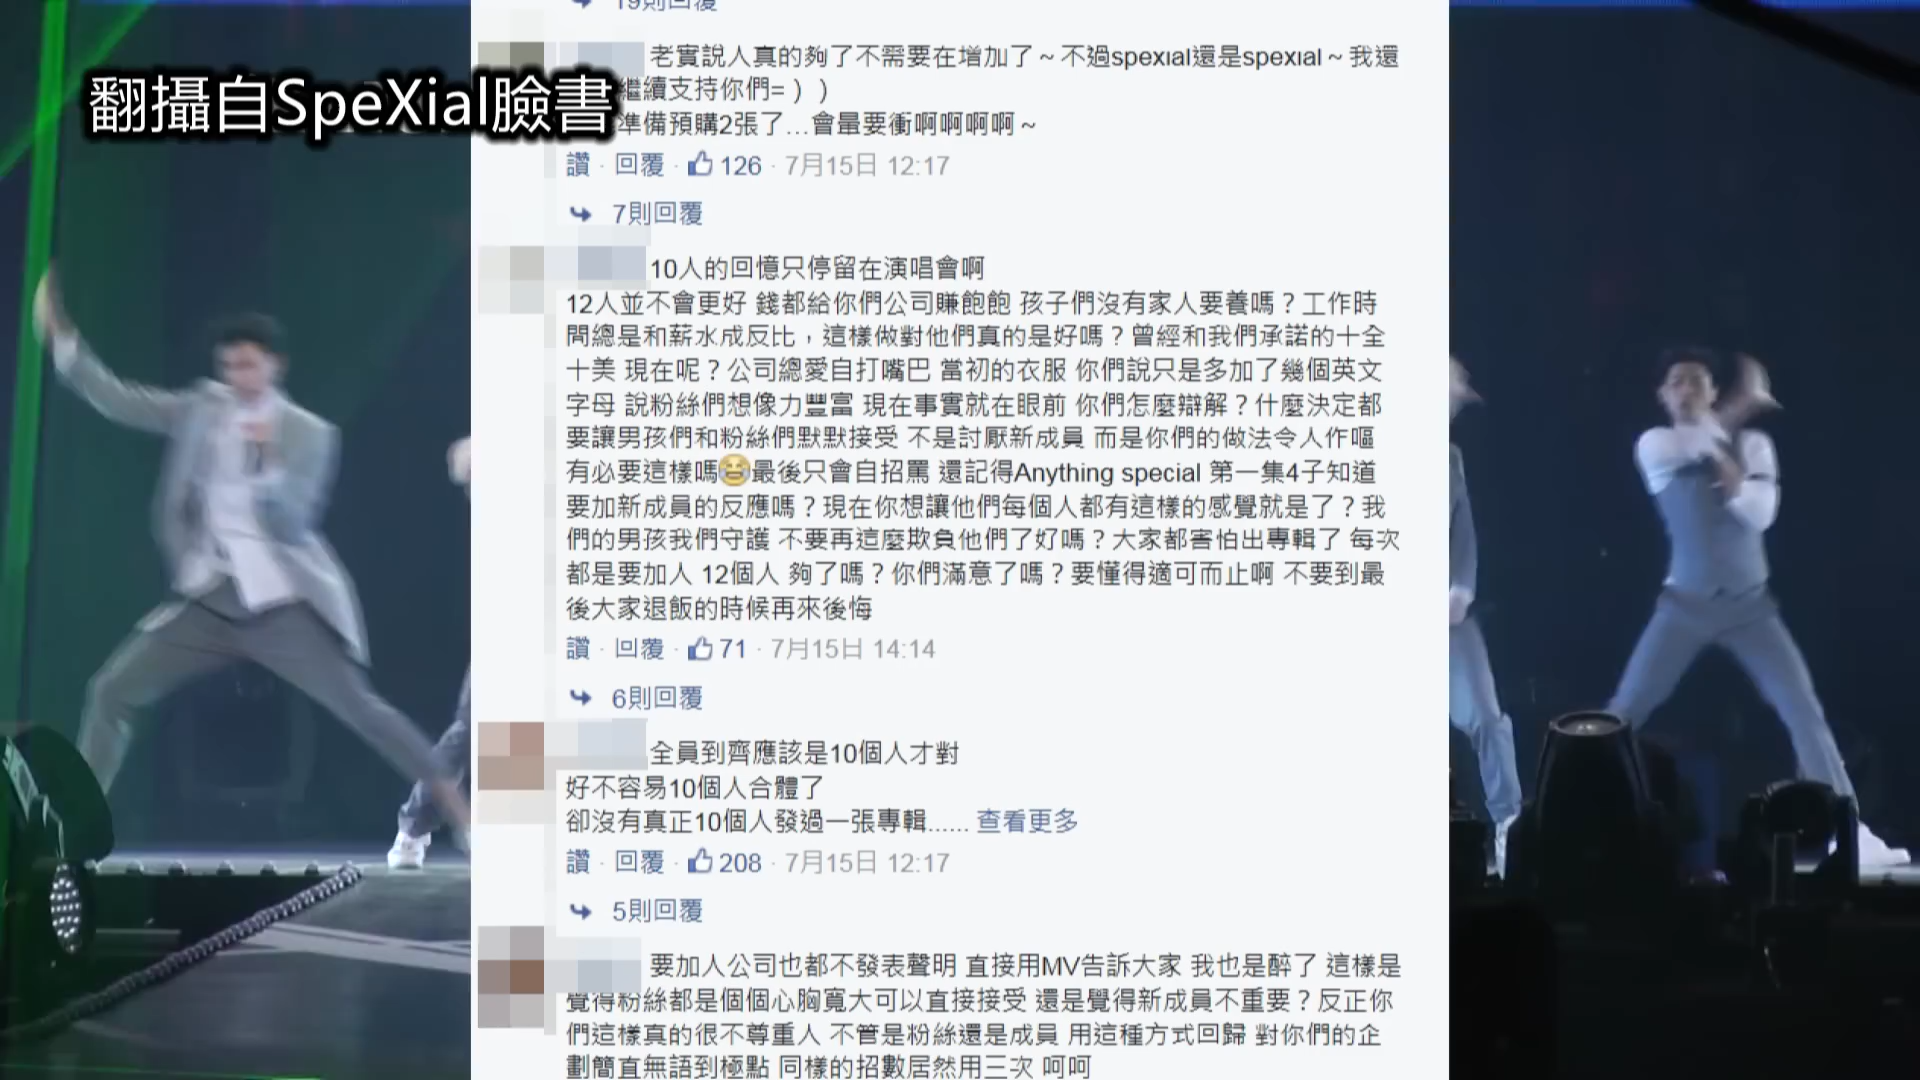 19則回覆
翻攝自SpeXial臉書
老實說人真的夠了不需要在增加了～不過spexial還是spexial～我還
繼續支持你們=））
準備預購2張了…會量要衝啊啊啊啊～
讚 · 回覆 · 126 · 7月15日 12:17
7則回覆
10人的回憶只停留在演唱會啊
12人並不會更好 錢都給你們公司賺飽飽 孩子們沒有家人要養嗎？工作時
間總是和薪水成反比，這樣做對他們真的是好嗎？曾經和我們承諾的十全
十美 現在呢？公司總愛自打嘴巴 當初的衣服 你們說只是多加了幾個英文
字母 說粉絲們想像力豐富 現在事實就在眼前 你們怎麼辯解？什麼決定都
要讓男孩們和粉絲們默默接受 不是討厭新成員 而是你們的做法令人作嘔
有必要這樣嗎😂最後只會自招罵 還記得Anything special 第一集4子知道
要加新成員的反應嗎？現在你想讓他們每個人都有這樣的感覺就是了？我
們的男孩我們守護 不要再這麼欺負他們了好嗎？大家都害怕出專輯了 每次
都是要加人 12個人 夠了嗎？你們滿意了嗎？要懂得適可而止啊 不要到最
後大家退飯的時候再來後悔
讚 · 回覆 · 71 · 7月15日 14:14
6則回覆
全員到齊應該是10個人才對
好不容易10個人合體了
卻沒有真正10個人發過一張專輯...... 查看更多
讚 · 回覆 · 208 · 7月15日 12:17
5則回覆
要加人公司也都不發表聲明 直接用MV告訴大家 我也是醉了 這樣是
覺得粉絲都是個個心胸寬大可以直接接受 還是覺得新成員不重要？反正你
們這樣真的很不尊重人 不管是粉絲還是成員 用這種方式回歸 對你們的企
劃簡直無語到極點 同樣的招數居然用三次 呵呵